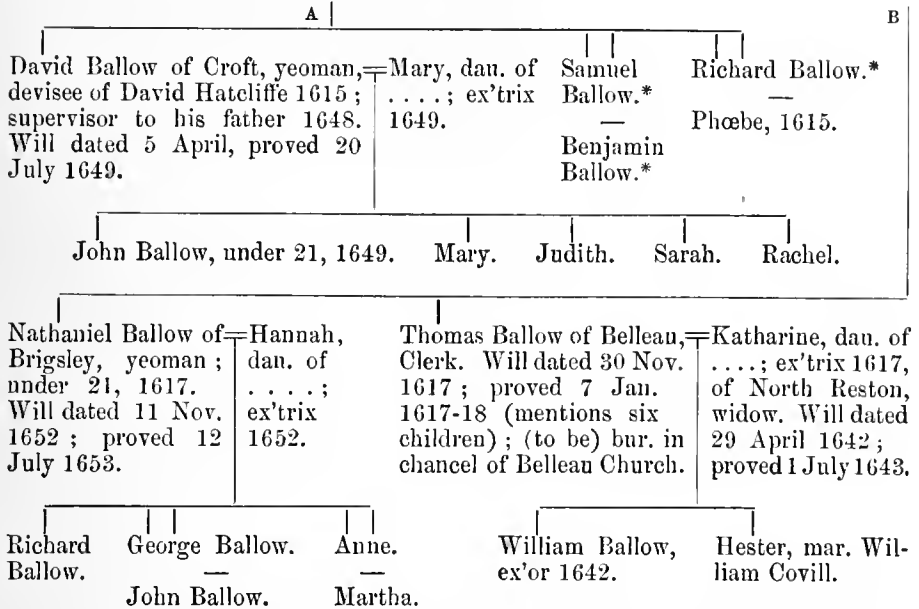 A B
David Ballow of Croft, yeoman,
devisee of David Hatcliffe 1615 ;
supervisor to his father 1648.
Will dated 5 April, proved 20
July 1649.
Mary, dan. of
. . . . ; ex'trix
1649.
Samuel
Ballow.*
—
Benjamin
Ballow.*
Richard Ballow.*
—
Phœbe, 1615.
John Ballow, under 21, 1649. Mary. Judith. Sarah. Rachel.
Nathaniel Ballow of
Brigsley, yeoman ;
under 21, 1617.
Will dated 11 Nov.
1652 ; proved 12
July 1653.
Hannah,
dan. of
. . . . ;
ex'trix
1652.
Thomas Ballow of Belleau,
Clerk. Will dated 30 Nov.
1617 ; proved 7 Jan.
1617-18 (mentions six
children) ; (to be) bur. in
chancel of Belleau Church.
Katharine, dau. of
. . . . ; ex'trix 1617,
of North Reston,
widow. Will dated
29 April 1642 ;
proved 1 July 1643.
Richard
Ballow.
George Ballow.
—
John Ballow.
Anne.
—
Martha.
William Ballow,
ex'or 1642.
Hester, mar. Wil-
liam Covill.